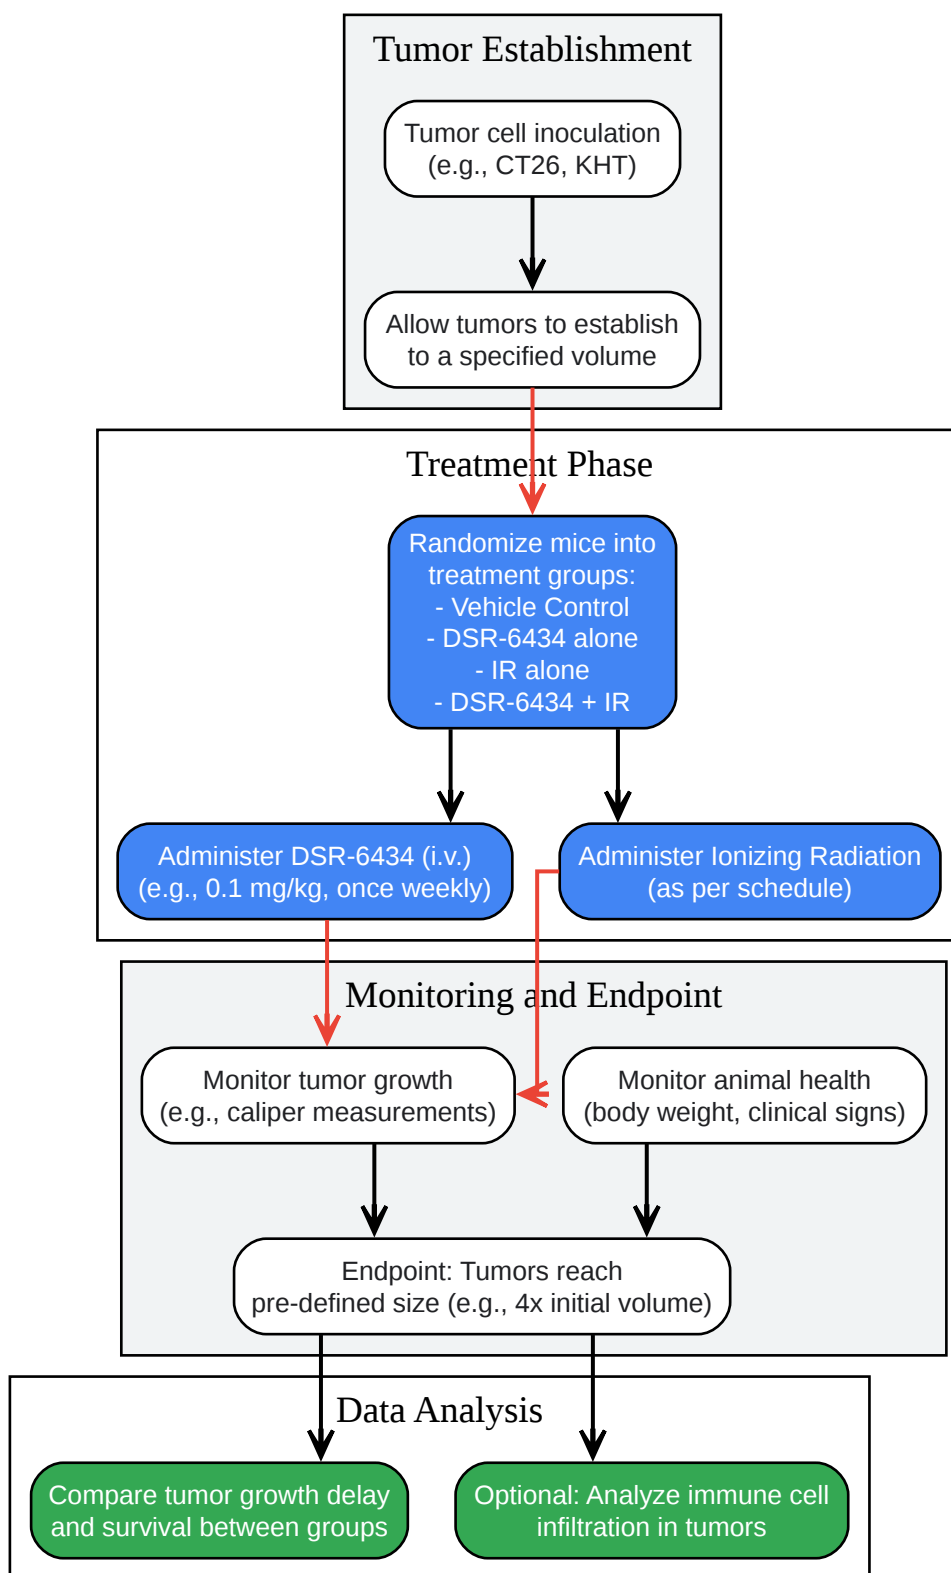 Tumor Establishment
Tumor cell inoculation
(e.g., CT26, KHT)
Allow tumors to establish
to a specified volume
Treatment Phase
Randomize mice into
treatment groups:
- Vehicle Control
- DSR-6434 alone
- IR alone
- DSR-6434 + IR
Administer DSR-6434 (i.v.)
(e.g., 0.1 mg/kg, once weekly)
Administer Ionizing Radiation
(as per schedule)
Monitoring and Endpoint
Monitor tumor growth
(e.g., caliper measurements)
Monitor animal health
(body weight, clinical signs)
Endpoint: Tumors reach
pre-defined size (e.g., 4x initial volume)
Data Analysis
Compare tumor growth delay
and survival between groups
Optional: Analyze immune cell
infiltration in tumors